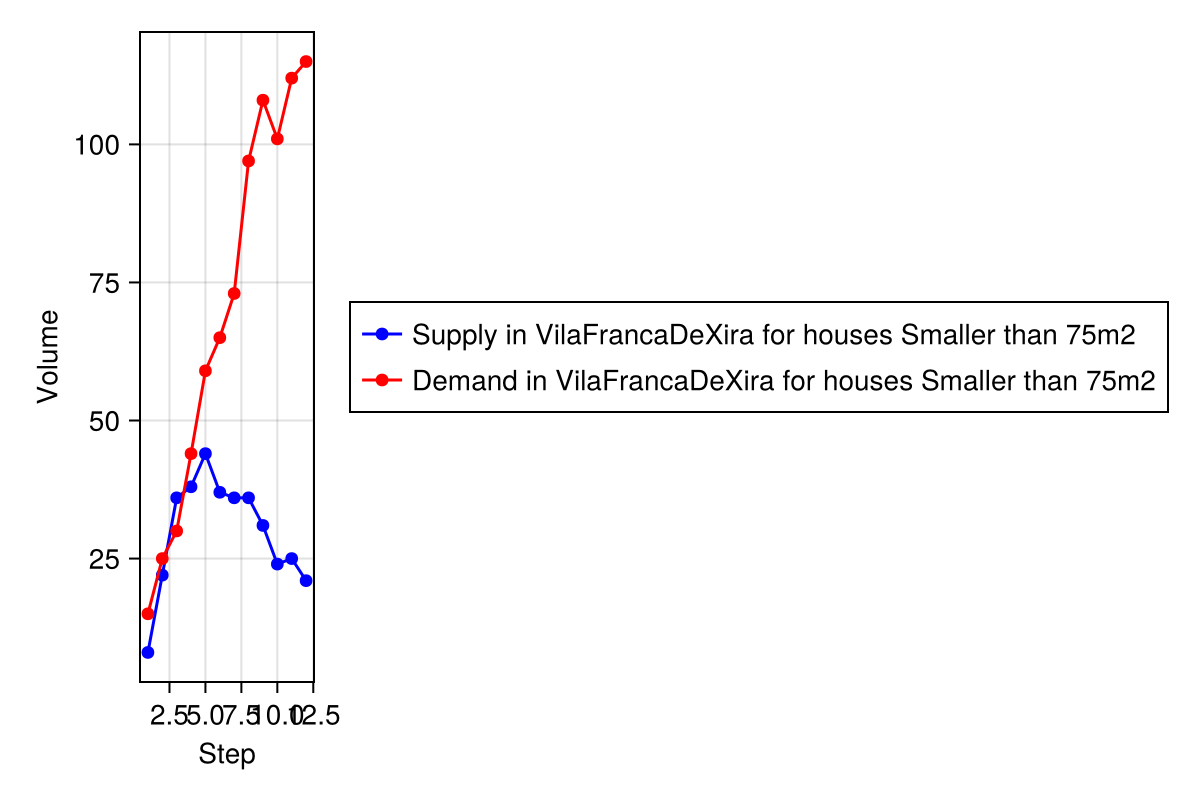 100
75
50
25
Volume
2.5 5.0 7.5 10.0 12.5
Step
Supply in VilaFrancaDeXira for houses Smaller than 75m2
Demand in VilaFrancaDeXira for houses Smaller than 75m2